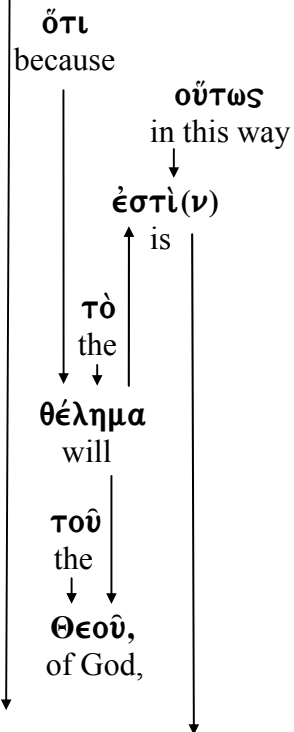 ὅτι
because
οὕτως
in this way
ἐστὶ(ν)
is
τὸ
the
θέλημα
will
τοῦ
the
Θεοῦ,
of God,